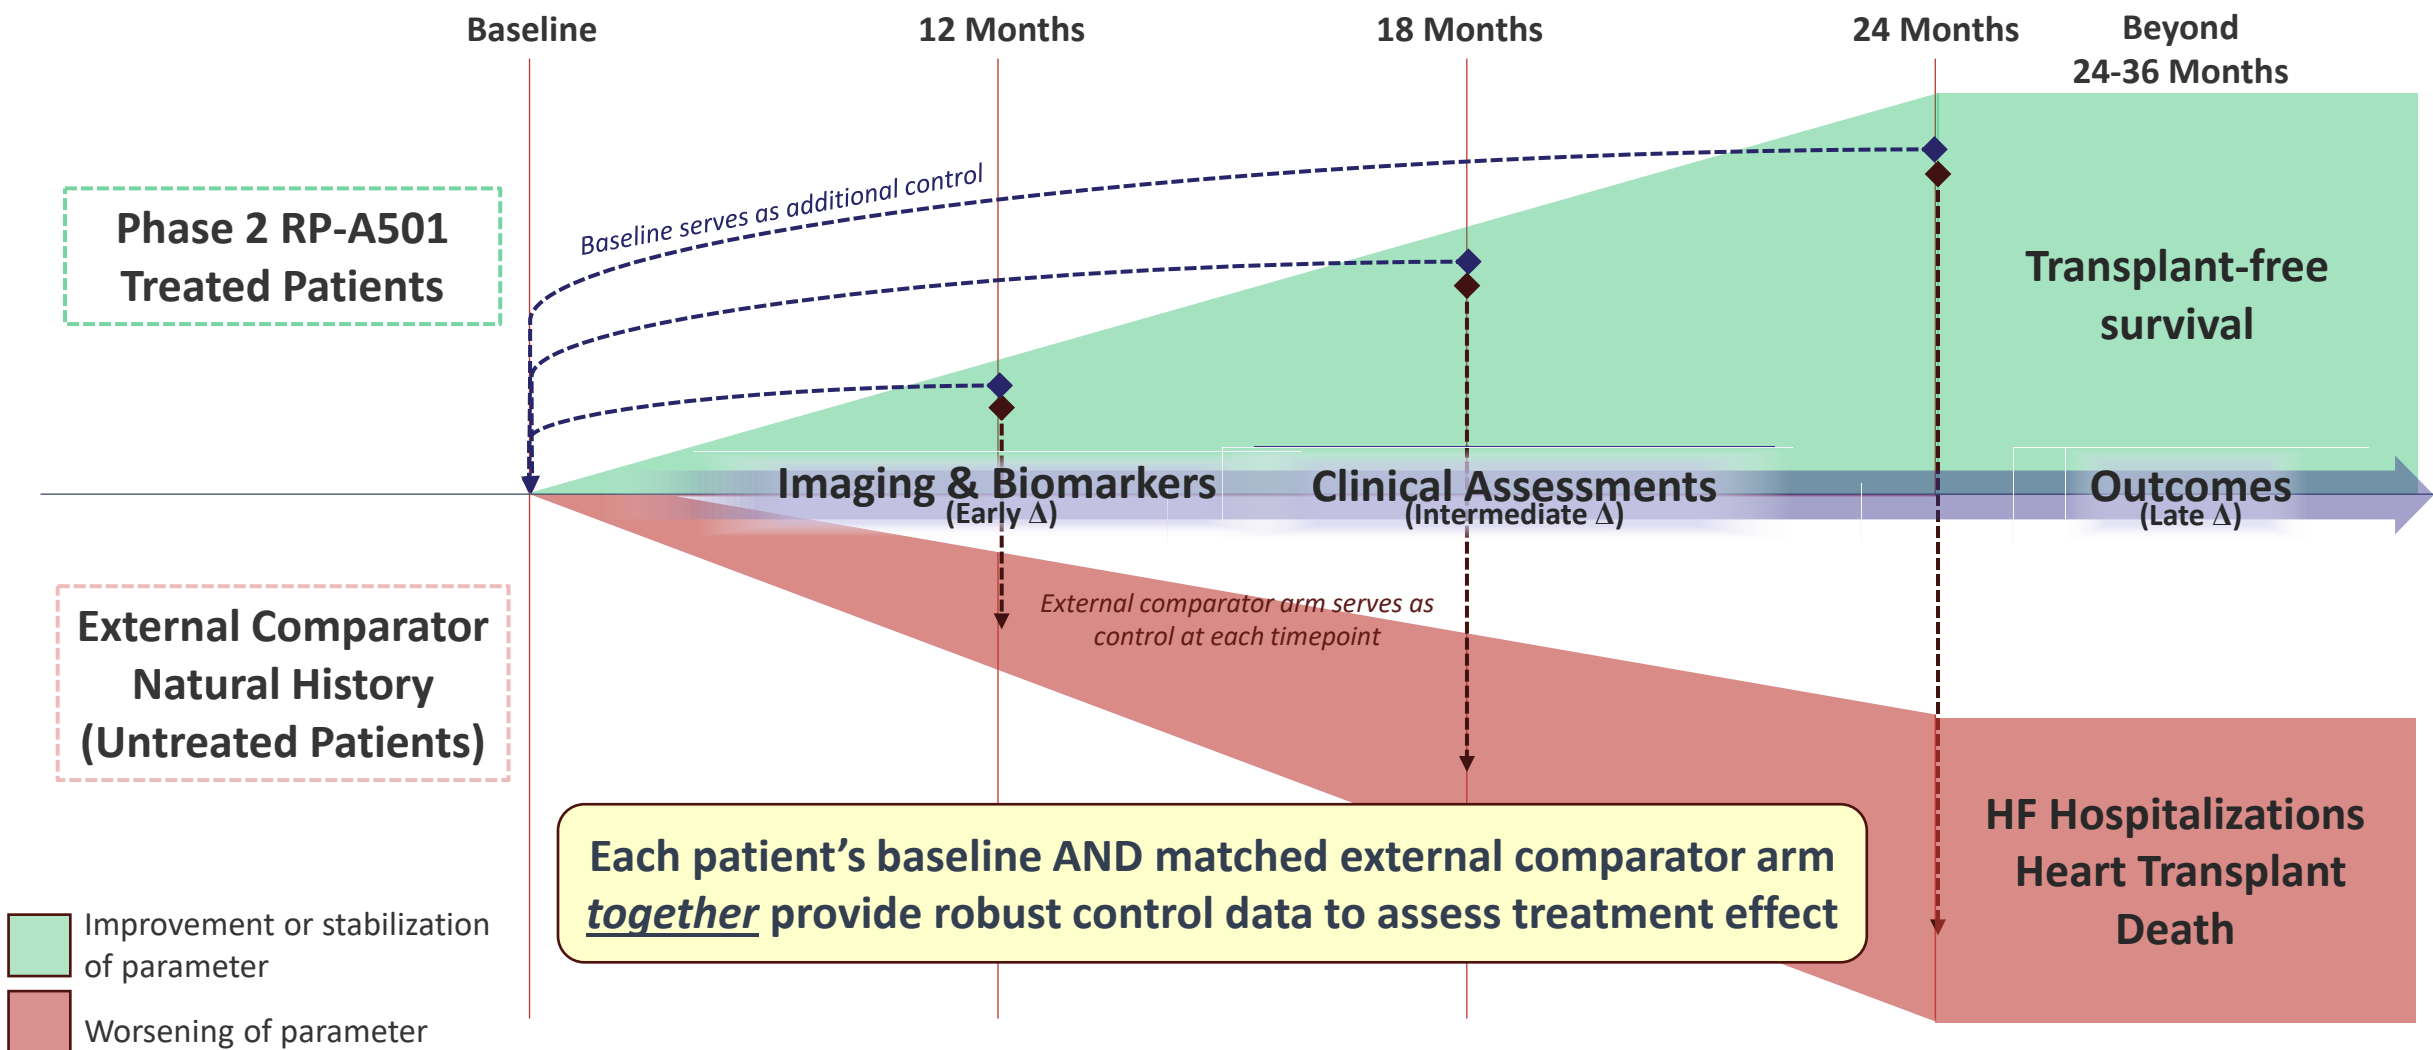 Baseline
12 Months
18 Months
24 Months
Beyond
24-36 Months
Baseline serves as additional control
Phase 2 RP-A501
Treated Patients
Transplant-free
survival
Imaging & Biomarkers
(Early Δ)
Clinical Assessments
(Intermediate Δ)
Outcomes
(Late Δ)
External comparator arm serves as
control at each timepoint
External Comparator
Natural History
(Untreated Patients)
HF Hospitalizations
Heart Transplant
Death
Each patient’s baseline AND matched external comparator arm
together provide robust control data to assess treatment effect
Improvement or stabilization
of parameter
Worsening of parameter